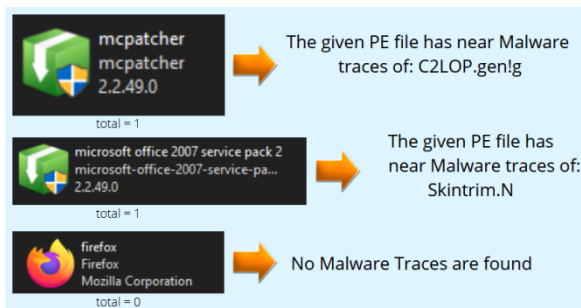 mcpatcher
mcpatcher
2.2.49.0
The given PE file has near Malware
traces of: C2LOP.gen!g
total = 1
microsoft office 2007 service pack 2
microsoft-office-2007-service-pa...
2.2.49.0
The given PE file has
near Malware traces of:
Skintrim.N
total = 1
firefox
Firefox
Mozilla Corporation
No Malware Traces are found
total = 0